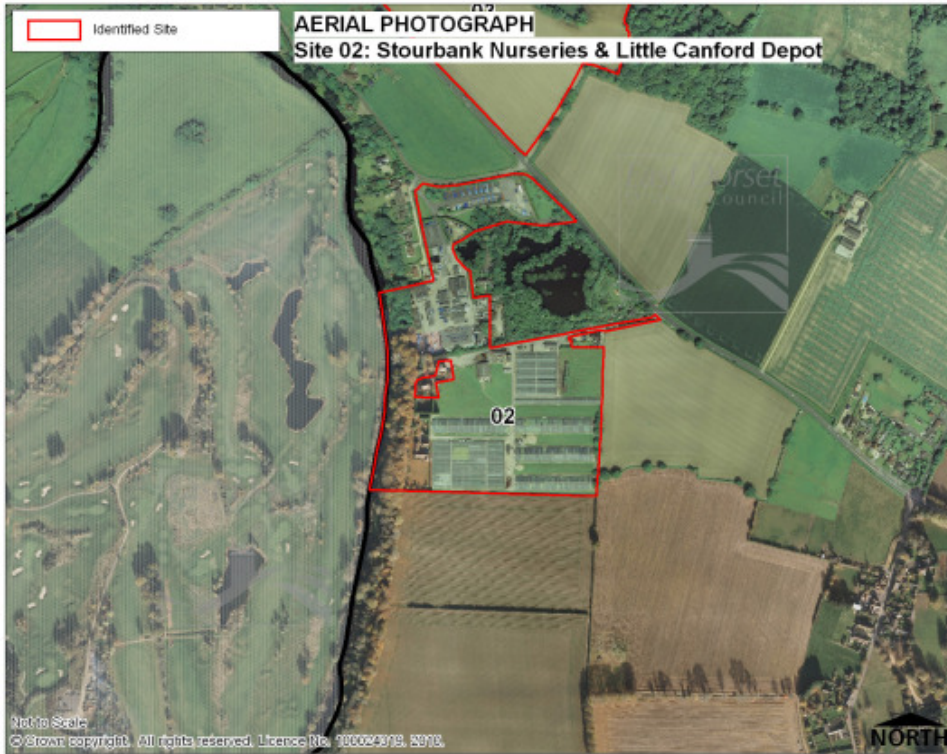 Identified Site
AERIAL PHOTOGRAPH
Site 02: Stourbank Nurseries & Little Canford Depot
Council
02
Not to Scale
© Crown copyright. All rights reserved. Licence No. 100024319. 2010.
NORTH